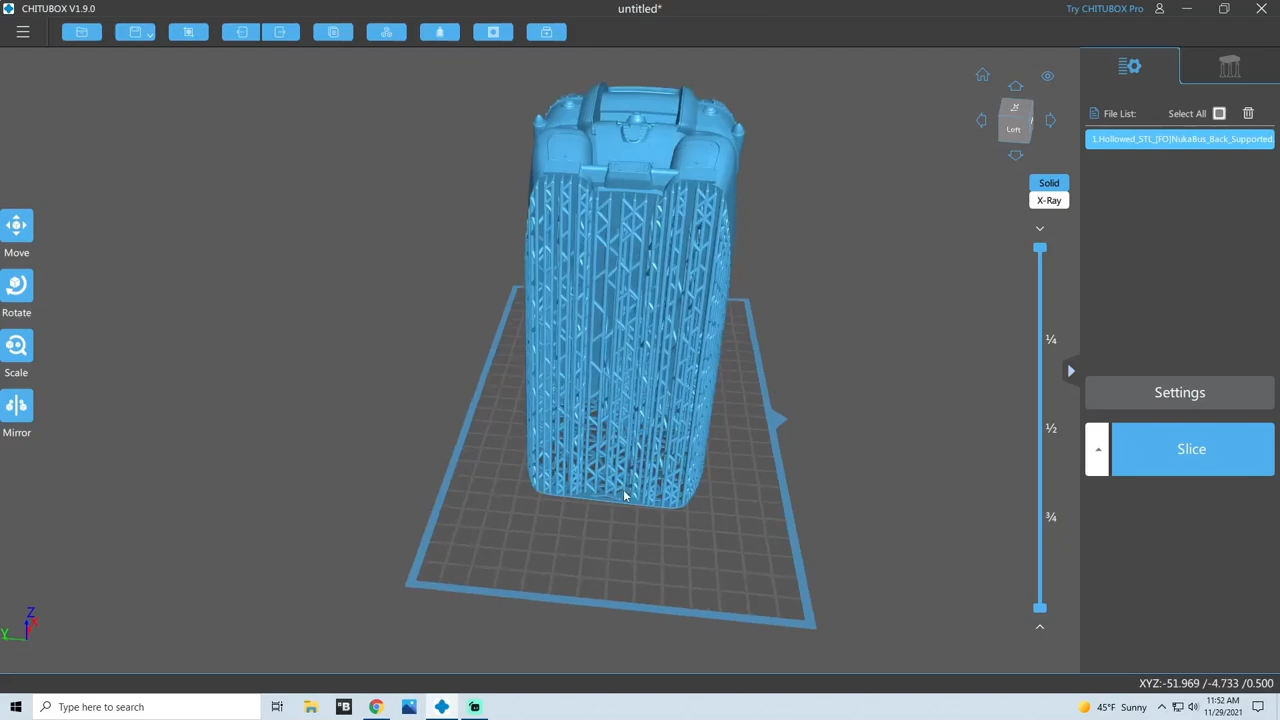 CHITUBOX V1.9.0
untitled*
Try CHITUBOX Pro
File List:
Select All
1.Hollowed_STL_[FO]NukaBus_Back_Supported.
Left
Solid
X-Ray
Move
Rotate
Scale
Mirror
¼
½
¾
Settings
Slice
Z
Y
XYZ:-51.969 /-4.733 /0.500
Type here to search
45°F Sunny
11:52 AM
11/29/2021